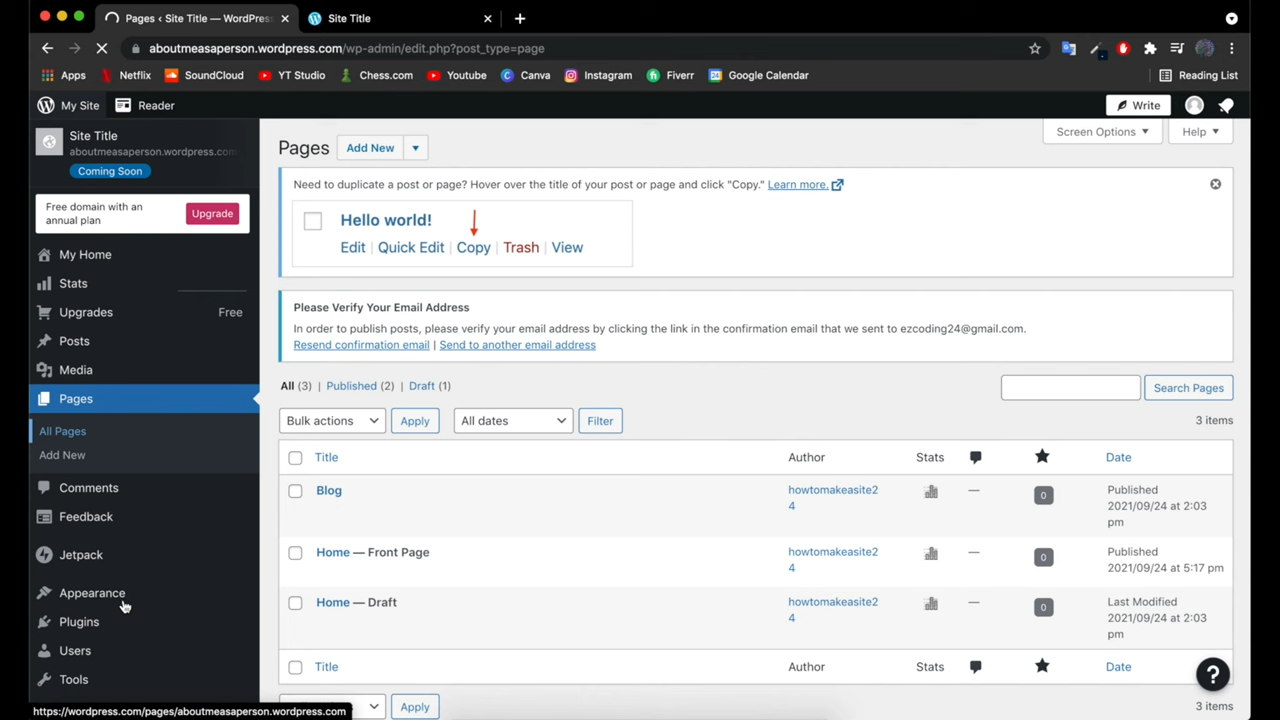 Pages ‹ Site Title — WordPress
Site Title
aboutmeasaperson.wordpress.com/wp-admin/edit.php?post_type=page
Apps Netflix SoundCloud YT Studio Chess.com Youtube Canva Instagram Fiverr Google Calendar Reading List
My Site Reader Write
Site Title
aboutmeasaperson.wordpress.com
Coming Soon
Free domain with an
annual plan
Upgrade
My Home
Stats
Upgrades Free
Posts
Media
Pages
All Pages
Add New
Comments
Feedback
Jetpack
Appearance
Plugins
Users
Tools
https://wordpress.com/pages/aboutmeasaperson.wordpress.com
Screen Options Help
Pages Add New
Need to duplicate a post or page? Hover over the title of your post or page and click "Copy." Learn more.
Hello world!
Edit | Quick Edit | Copy | Trash | View
Please Verify Your Email Address
In order to publish posts, please verify your email address by clicking the link in the confirmation email that we sent to ezcoding24@gmail.com.
Resend confirmation email | Send to another email address
All (3) | Published (2) | Draft (1)
Search Pages
Bulk actions Apply All dates Filter 3 items
Title Author Stats Date
Blog howtomakeasite2
4 — 0 Published
2021/09/24 at 2:03
pm
Home — Front Page howtomakeasite2
4 — 0 Published
2021/09/24 at 5:17 pm
Home — Draft howtomakeasite2
4 — 0 Last Modified
2021/09/24 at 2:03
pm
Title Author Stats Date
Apply 3 items
?